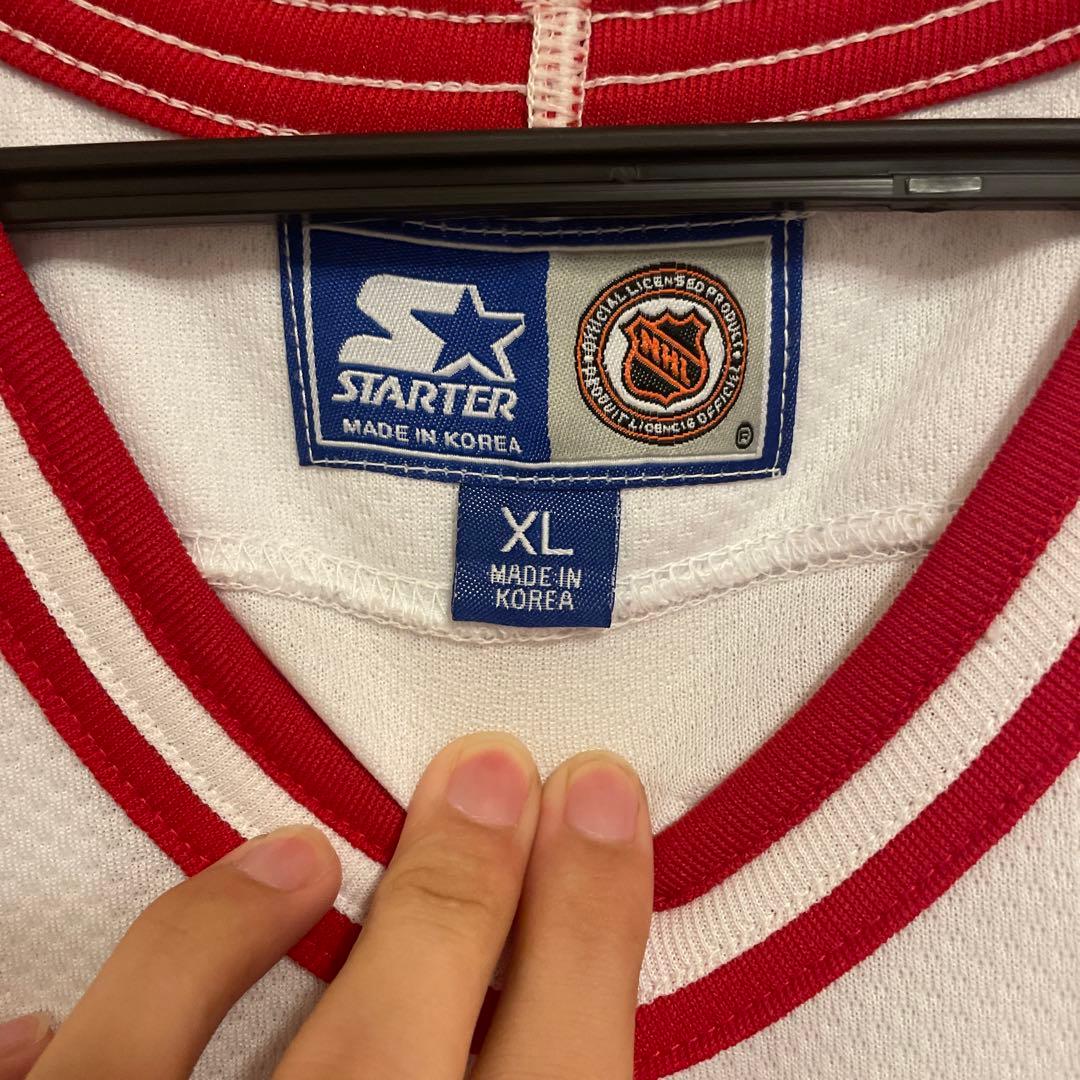 STARTER
MADE IN KOREA
OFFICIAL LICENSED PRODUCT
NHL
PRODUIT LICENCIÉ OFFICIEL
®
XL
MADE IN
KOREA